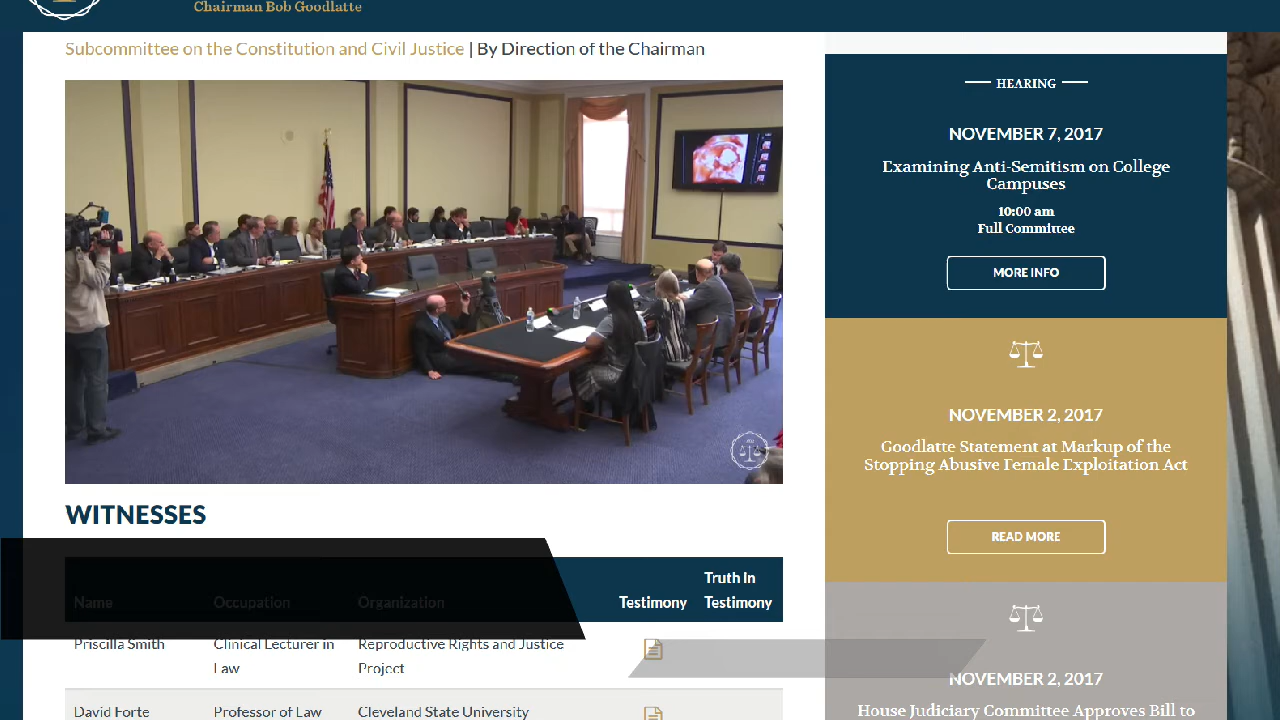 Chairman Bob Goodlatte
Subcommittee on the Constitution and Civil Justice | By Direction of the Chairman
WITNESSES
Name Occupation Organization Testimony Truth In Testimony
Priscilla Smith Clinical Lecturer in Law Reproductive Rights and Justice Project
David Forte Professor of Law Cleveland State University
HEARING
NOVEMBER 7, 2017
Examining Anti-Semitism on College
Campuses
10:00 am
Full Committee
MORE INFO
NOVEMBER 2, 2017
Goodlatte Statement at Markup of the
Stopping Abusive Female Exploitation Act
READ MORE
NOVEMBER 2, 2017
House Judiciary Committee Approves Bill to